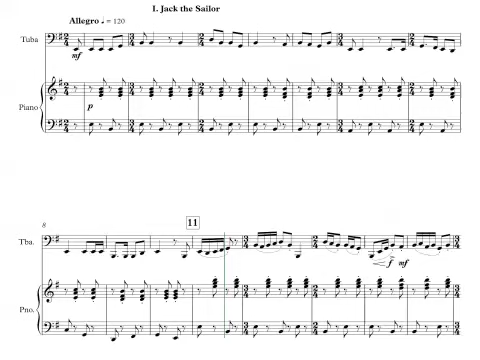 I. Jack the Sailor
Allegro ♩ = 120
Tuba
mf
Piano
p
8
11
Tba.
f mf
Pno.